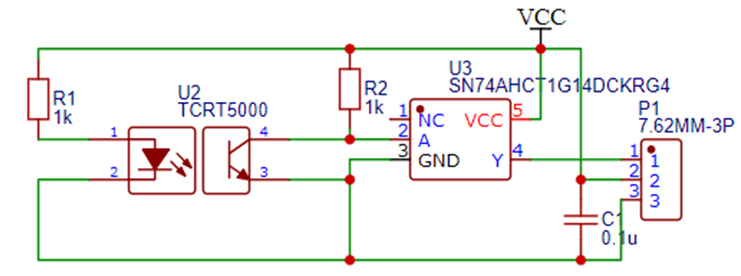 VCC
U3
SN74AHCT1G14DCKRG4
R1
1k
U2
TCRT5000
R2
1k
P1
7.62MM-3P
1 NC VCC 5
2 A
3 GND Y 4
1 4
2 3
1 1
2 2
3 3
C1
0.1u